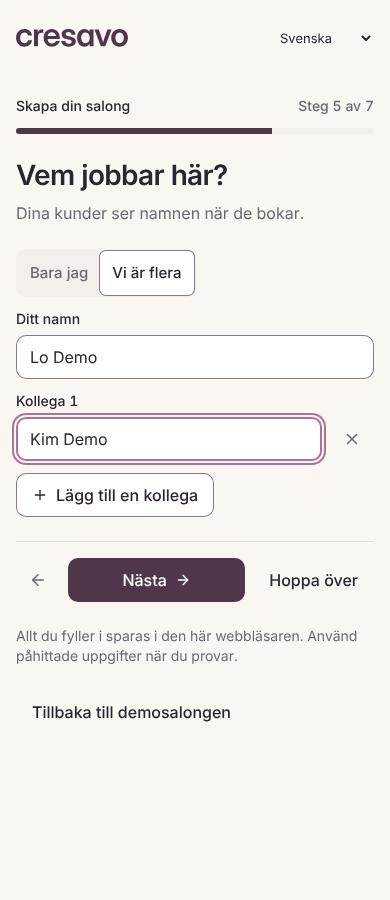 cresavo
Svenska
Skapa din salong
Steg 5 av 7
Vem jobbar här?
Dina kunder ser namnen när de bokar.
Bara jag
Vi är flera
Ditt namn
Lo Demo
Kollega 1
Kim Demo
Lägg till en kollega
Nästa
Hoppa över
Allt du fyller i sparas i den här webbläsaren. Använd
påhittade uppgifter när du provar.
Tillbaka till demosalongen